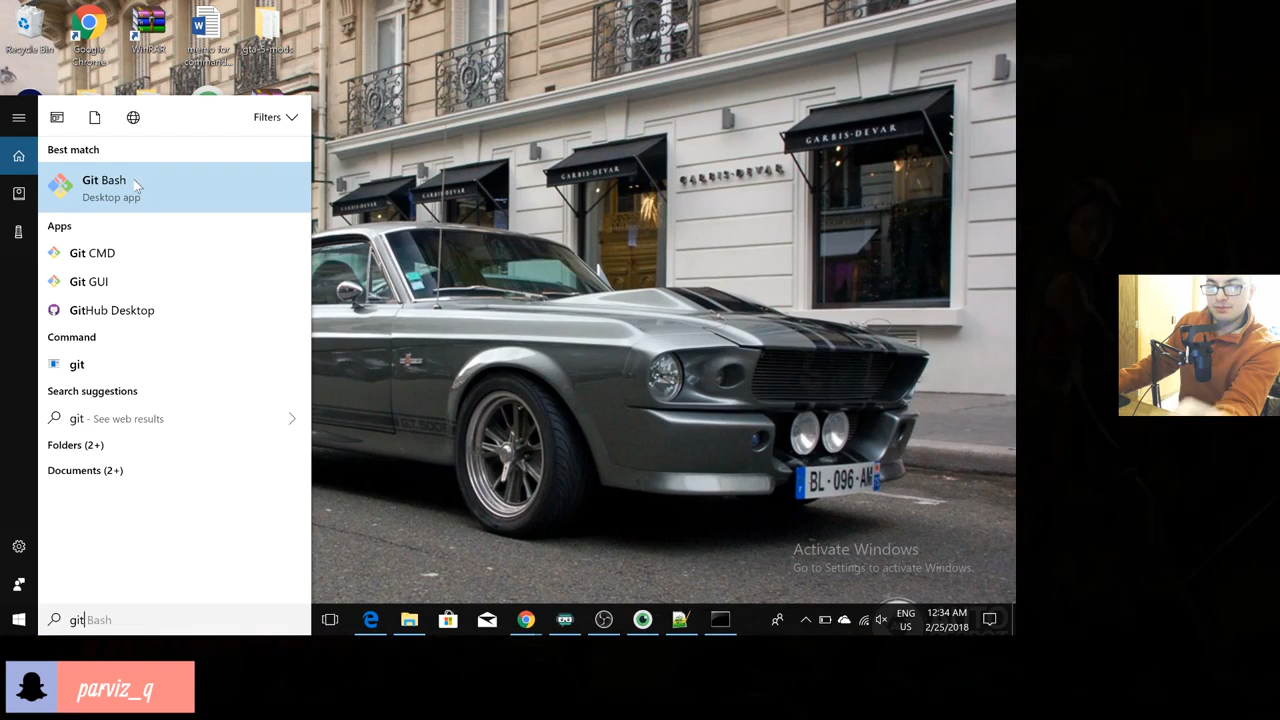 Recycle Bin
Google Chrome
WinRAR
memo for command...
gta-5-mods
Filters
Best match
Git Bash
Desktop app
Apps
Git CMD
Git GUI
GitHub Desktop
Command
git
Search suggestions
git - See web results
Folders (2+)
Documents (2+)
git Bash
GARBIS-DEVAR
GARBIS-DEVAR
GARBIS-DEVAR
BL-096-AM
Activate Windows
Go to Settings to activate Windows.
ENG
US
12:34 AM
2/25/2018
parviz_q